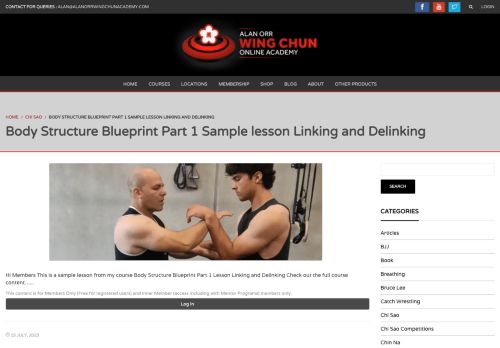 CONTACT FOR QUERIES : ALAN@ALANORRWINGCHUNACADEMY.COM
LOGIN
ALAN ORR
WING CHUN
ONLINE ACADEMY
HOME COURSES LOCATIONS MEMBERSHIP SHOP BLOG ABOUT OTHER PRODUCTS
HOME / CHI SAO / BODY STRUCTURE BLUEPRINT PART 1 SAMPLE LESSON LINKING AND DELINKING
Body Structure Blueprint Part 1 Sample lesson Linking and Delinking
Hi Members This is a sample lesson from my course Body Structure Blueprint Part 1 Lesson Linking and Delinking Check out the full course
content. .....
This content is for Members Only (Free for registered users) and Inner Member (access including with Mentor Programs) members only.
Log In
13 JULY, 2023
SEARCH
CATEGORIES
Articles
BJJ
Book
Breathing
Bruce Lee
Catch Wrestling
Chi Sao
Chi Sao Competitions
Chin Na